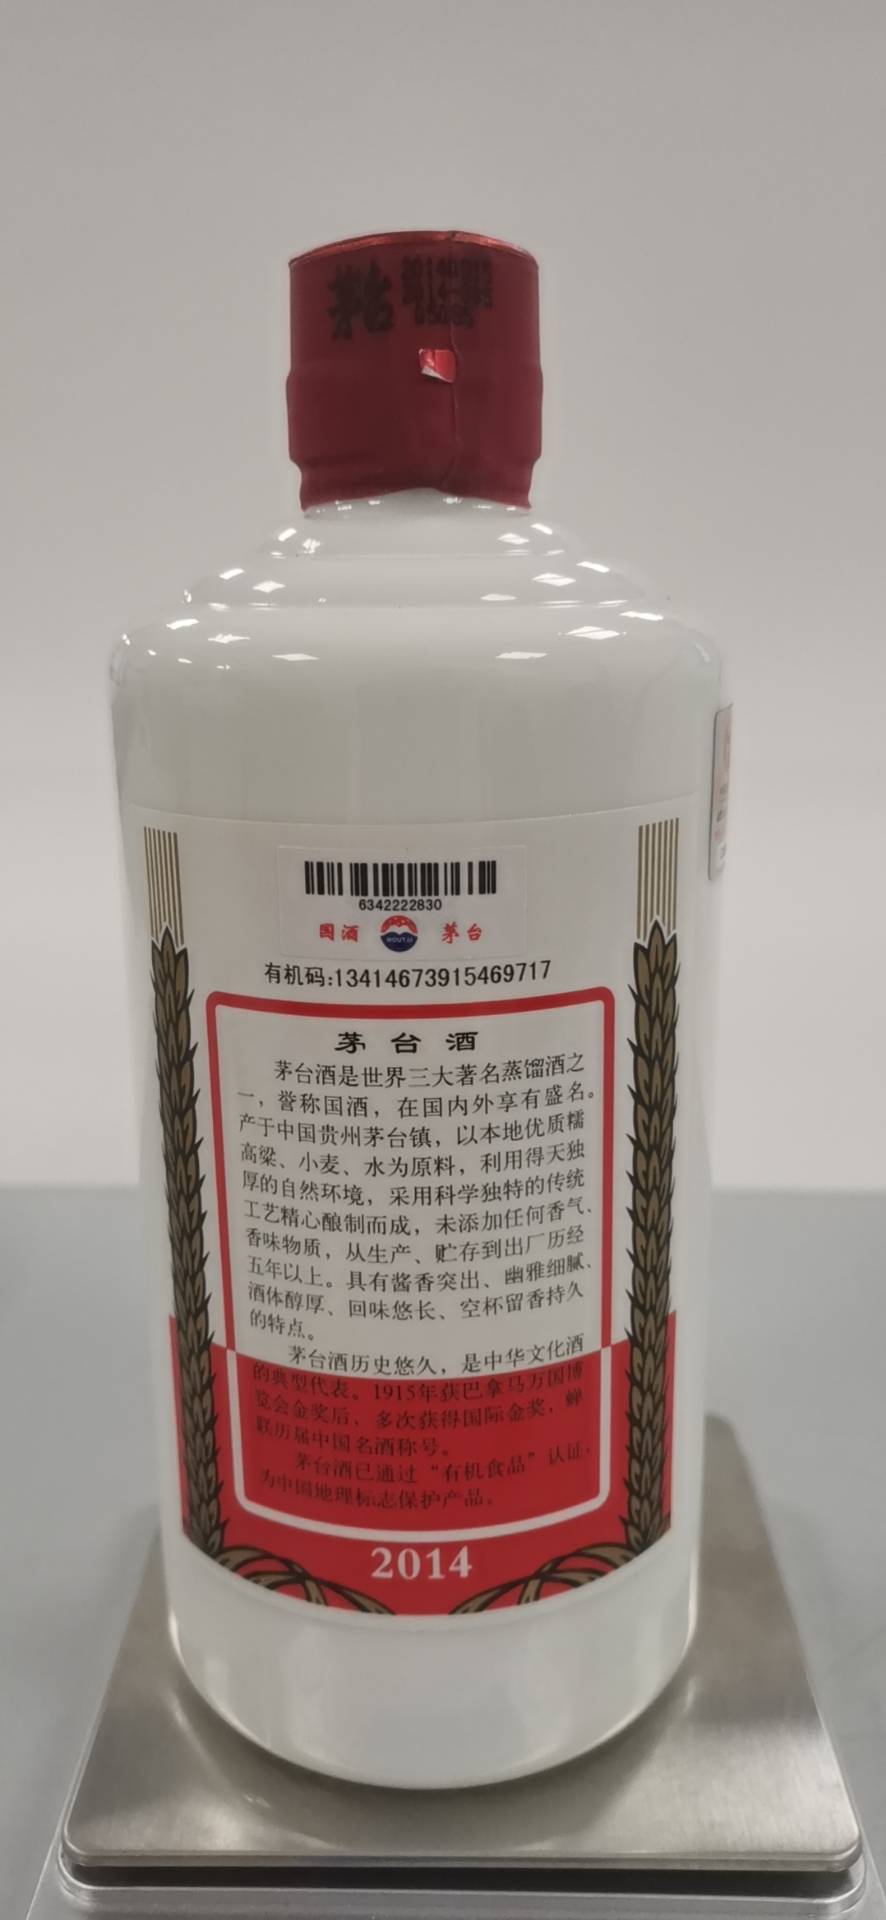 茅台
6342222830
国酒 茅台
有机码:13414673915469717
茅台酒
茅台酒是世界三大著名蒸馏酒之
一，誉称国酒，在国内外享有盛名。
产于中国贵州茅台镇，以本地优质糯
高粱、小麦、水为原料，利用得天独
厚的自然环境，采用科学独特的传统
工艺精心酿制而成，未添加任何香气、
香味物质，从生产、贮存到出厂历经
五年以上。具有酱香突出、幽雅细腻、
酒体醇厚、回味悠长、空杯留香持久
的特点。
茅台酒历史悠久，是中华文化酒
的典型代表。1915年获巴拿马万国博
览会金奖后，多次获得国际金奖，蝉
联历届中国名酒称号。
茅台酒已通过“有机食品”认证，
为中国地理标志保护产品。
2014